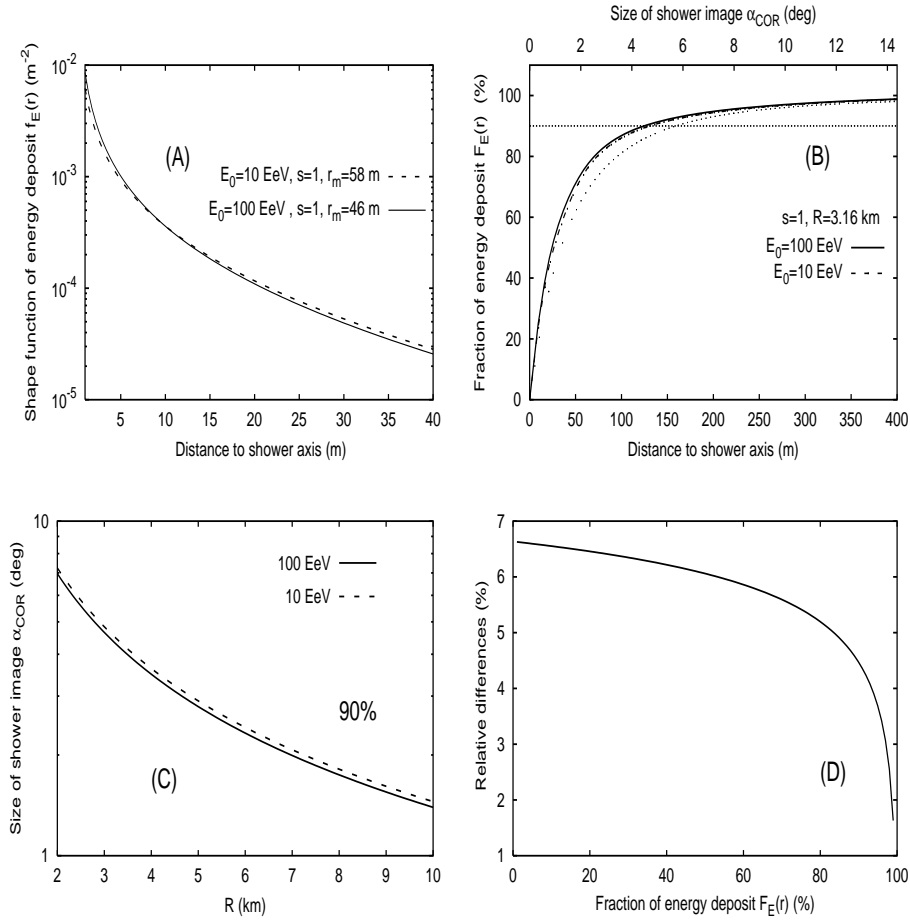 Shape function of energy deposit f_E(r) (m^-2)
10^-2
10^-3
10^-4
10^-5
(A)
E_0=10 EeV, s=1, r_m=58 m
E_0=100 EeV , s=1, r_m=46 m
5 10 15 20 25 30 35 40
Distance to shower axis (m)
Size of shower image α_COR (deg)
0 2 4 6 8 10 12 14
Fraction of energy deposit F_E(r) (%)
100
80
60
40
20
0
(B)
s=1, R=3.16 km
E_0=100 EeV
E_0=10 EeV
0 50 100 150 200 250 300 350 400
Distance to shower axis (m)
Size of shower image α_COR (deg)
10
1
100 EeV
10 EeV
90%
(C)
2 3 4 5 6 7 8 9 10
R (km)
Relative differences (%)
7
6
5
4
3
2
1
(D)
0 20 40 60 80 100
Fraction of energy deposit F_E(r) (%)